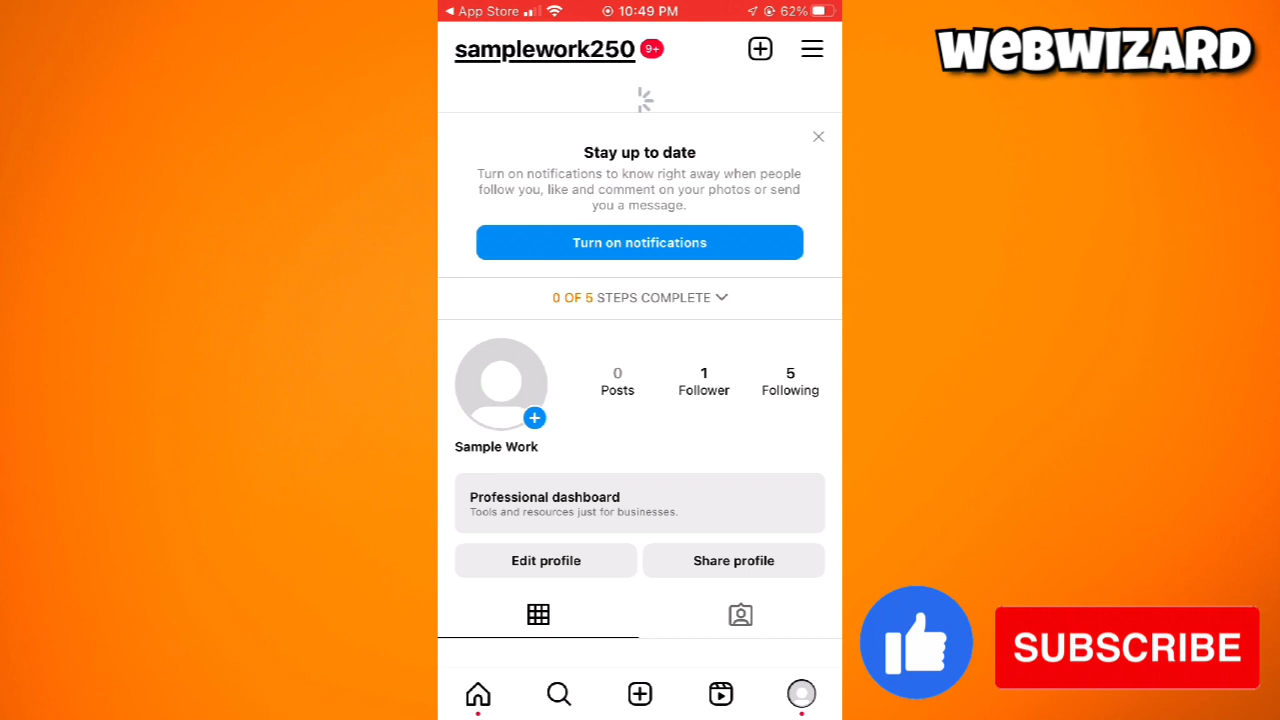 App Store
10:49 PM
62%
WEBWIZARD
samplework250
9+
Stay up to date
Turn on notifications to know right away when people
follow you, like and comment on your photos or send
you a message.
Turn on notifications
0 OF 5 STEPS COMPLETE
0
Posts
1
Follower
5
Following
Sample Work
Professional dashboard
Tools and resources just for businesses.
Edit profile
Share profile
SUBSCRIBE